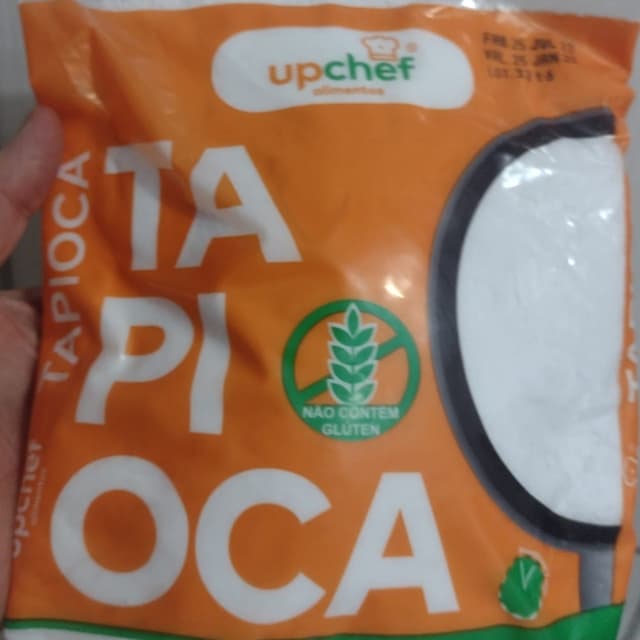 upchef
alimentos
TAPIOCA
TA
PI
OCA
NÃO CONTÉM
GLÚTEN
upchef